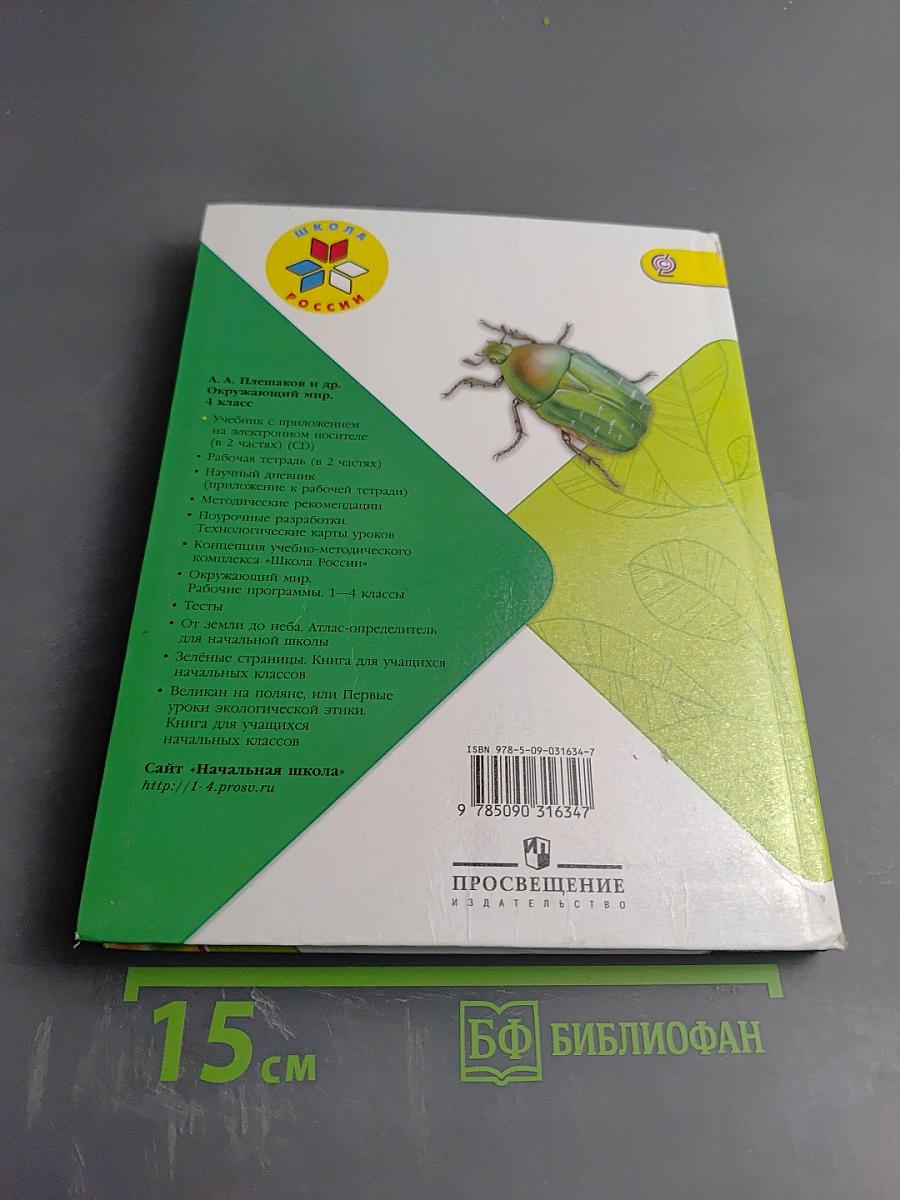 ШКОЛА
РОССИИ
А. А. Плешаков и др.
Окружающий мир.
4 класс
• Учебник с приложением
на электронном носителе
(в 2 частях) (CD)
• Рабочая тетрадь (в 2 частях)
• Научный дневник
(приложение к рабочей тетради)
• Методические рекомендации
• Поурочные разработки.
Технологические карты уроков
• Концепция учебно-методического
комплекса «Школа России»
• Окружающий мир.
Рабочие программы. 1—4 классы
• Тесты
• От земли до неба. Атлас-определитель
для начальной школы
• Зелёные страницы. Книга для учащихся
начальных классов
• Великан на поляне, или Первые
уроки экологической этики.
Книга для учащихся
начальных классов
Сайт «Начальная школа»
http://1-4.prosv.ru
ISBN 978-5-09-031634-7
9 785090 316347
ИП
ПРОСВЕЩЕНИЕ
ИЗДАТЕЛЬСТВО
15 см
БФ БИБЛИОФАН